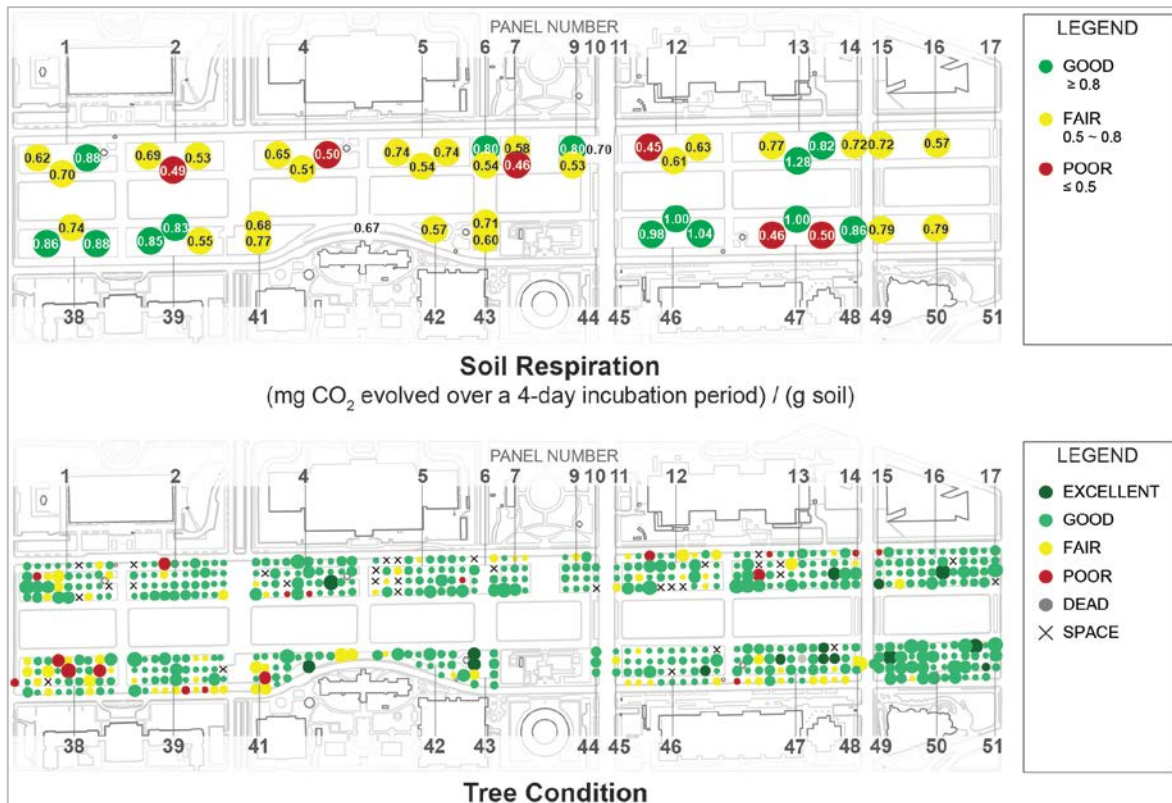 PANEL NUMBER
1 2 4 5 6 7 9 10 11 12 13 14 15 16 17
0.80 0.58 0.80 0.70 0.45 0.63 0.77 0.82 0.72 0.72 0.57
0.62 0.88 0.69 0.53 0.65 0.50 0.74 0.74
0.70 0.49 0.51 0.54 0.54 0.46 0.53 0.61 1.28
0.74 0.83 0.68 0.67 0.71 1.00 1.00
0.86 0.88 0.85 0.55 0.77 0.57 0.60 0.98 1.04 0.46 0.50 0.86 0.79 0.79
38 39 41 42 43 44 45 46 47 48 49 50 51
Soil Respiration
(mg CO₂ evolved over a 4-day incubation period) / (g soil)
LEGEND
GOOD
≥ 0.8
FAIR
0.5 ~ 0.8
POOR
≤ 0.5
PANEL NUMBER
1 2 4 5 6 7 9 10 11 12 13 14 15 16 17
38 39 41 42 43 44 45 46 47 48 49 50 51
Tree Condition
LEGEND
EXCELLENT
GOOD
FAIR
POOR
DEAD
SPACE